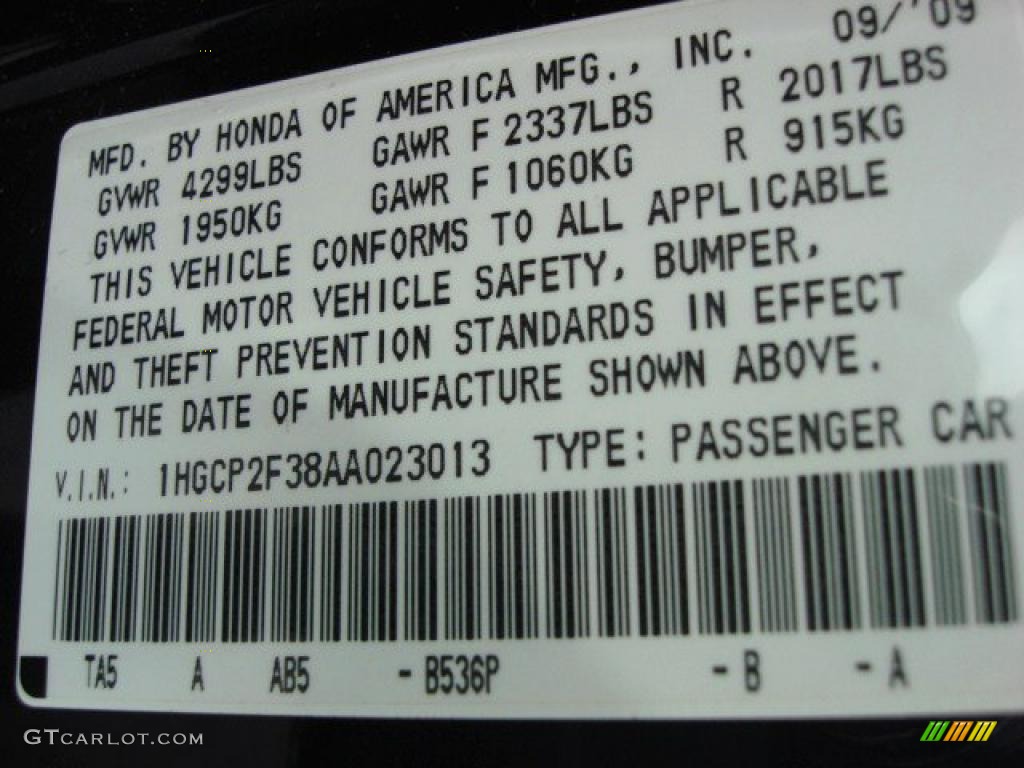 MFD. BY HONDA OF AMERICA MFG., INC. 09/'09
GVWR 4299LBS GAWR F 2337LBS R 2017LBS
GVWR 1950KG GAWR F 1060KG R 915KG
THIS VEHICLE CONFORMS TO ALL APPLICABLE
FEDERAL MOTOR VEHICLE SAFETY, BUMPER,
AND THEFT PREVENTION STANDARDS IN EFFECT
ON THE DATE OF MANUFACTURE SHOWN ABOVE.
V.I.N.: 1HGCP2F38AA023013 TYPE: PASSENGER CAR
TA5 A AB5 - B536P - B - A
GTCARLOT.COM